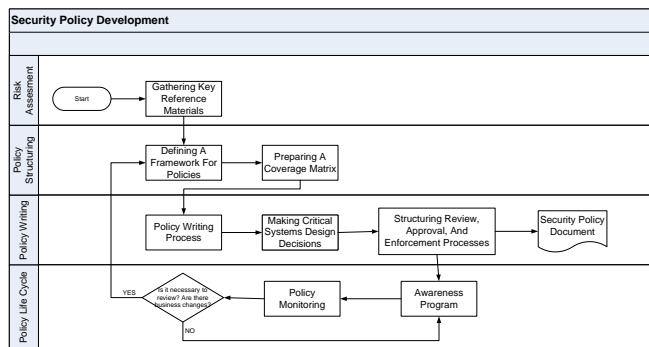 Security Policy Development
Risk
Assesment
Start
Gathering Key
Reference
Materials
Policy
Structuring
Defining A
Framework For
Policies
Preparing A
Coverage Matrix
Policy Writing
Policy Writing
Process
Making Critical
Systems Design
Decisions
Structuring Review,
Approval, And
Enforcement Processes
Security Policy
Document
Policy Life Cycle
YES
Is it necessary to
review? Are there
business changes?
NO
Policy
Monitoring
Awareness
Program